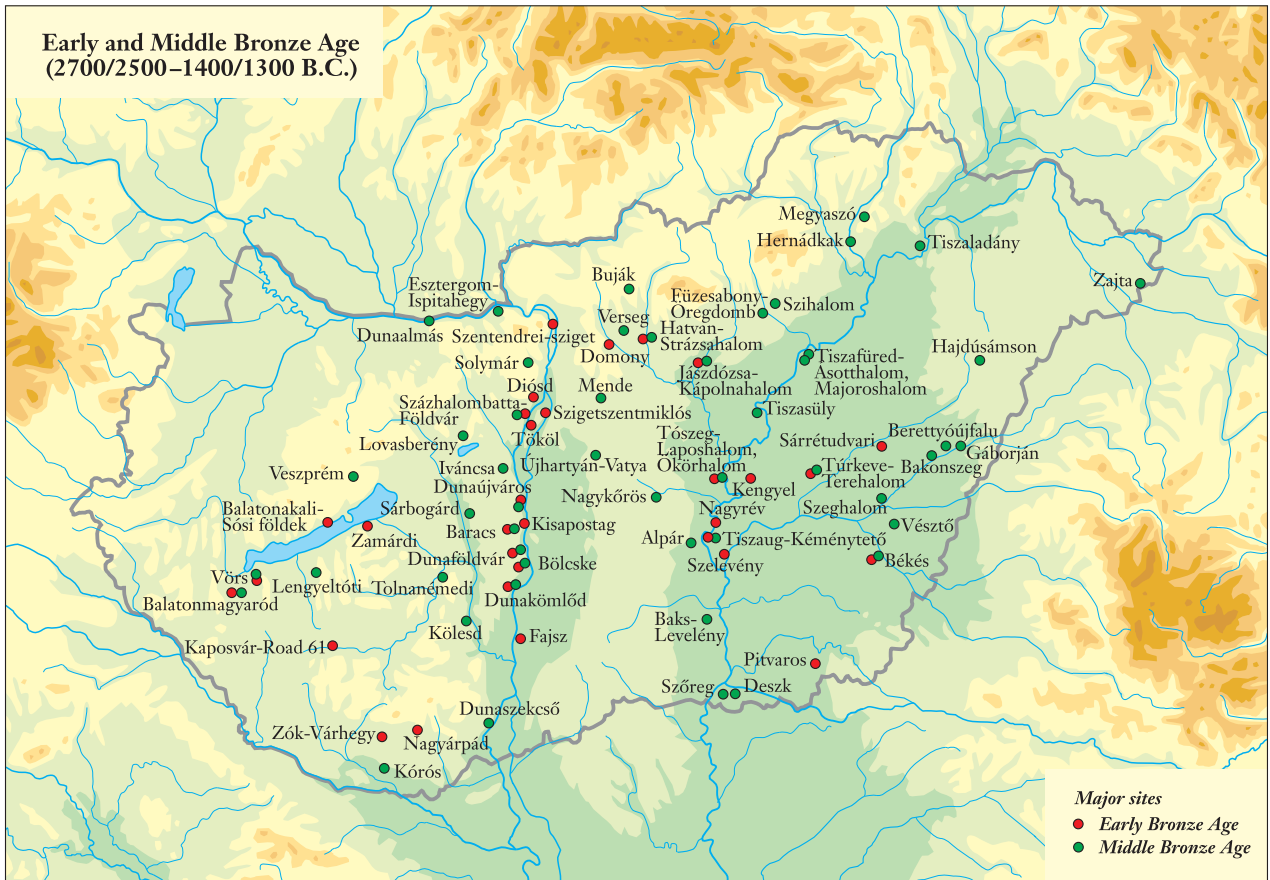 Early and Middle Bronze Age
(2700/2500–1400/1300 B.C.)
Megyaszó
Hernádkak
Tiszaladány
Zajta
Buják
Esztergom-
Ispitahegy
Füzesabony-
Öregdomb
Szihalom
Dunaalmás
Szentendrei-sziget
Verseg
Hatvan-
Strázsahalom
Domony
Solymár
Jászdózsa-
Kápolnahalom
Tiszafüred-
Asotthalom,
Majoroshalom
Hajdúsámson
Diósd
Mende
Százhalombatta-
Földvár
Szigetszentmiklós
Tiszasüly
Lovasberény
Tököl
Tószeg-
Laposhalom,
Ökörhalom
Sárrétudvari
Berettyóújfalu
Gáborján
Bakonszeg
Veszprém
Iváncsa
Újhartyán-Vatya
Túrkeve-
Terehalom
Dunaújváros
Nagykőrös
Kengyel
Szeghalom
Balatonakali-
Sósi földek
Sárbogárd
Nagyrév
Kisapostag
Vésztő
Zamárdi
Baracs
Alpár
Tiszaug-Kéménytető
Dunaföldvár
Bölcske
Szelevény
Békés
Vörs
Lengyeltóti
Tolnanémedi
Balatonmagyaród
Dunakömlőd
Kölesd
Fajsz
Baks-
Levelény
Kaposvár-Road 61
Pitvaros
Szőreg
Deszk
Dunaszekcső
Zók-Várhegy
Nagyárpád
Kórós
Major sites
Early Bronze Age
Middle Bronze Age